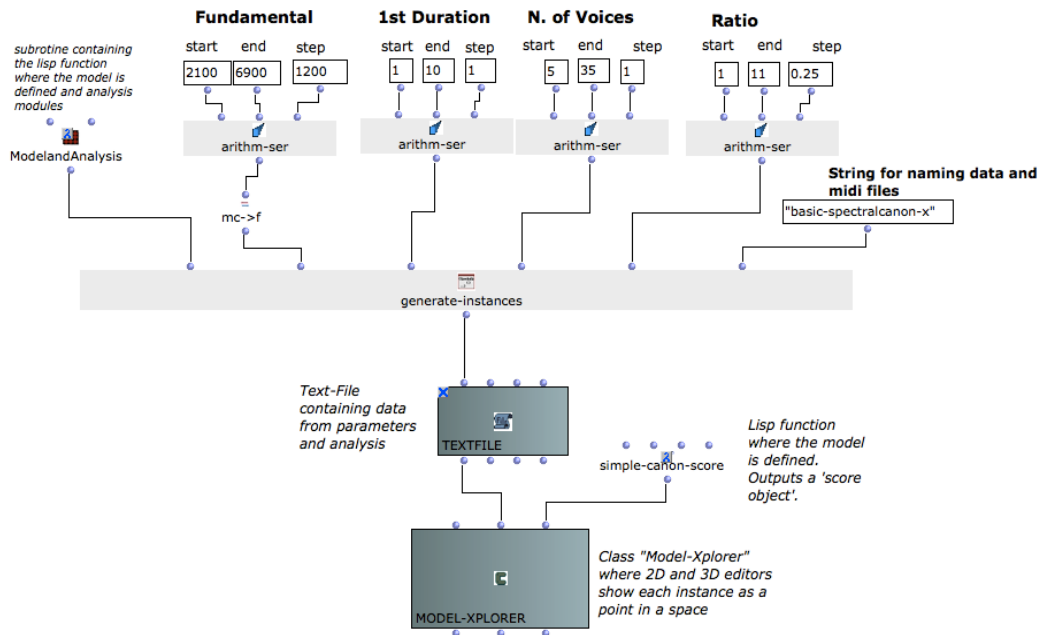 Fundamental
1st Duration
N. of Voices
Ratio
subrotine containing
the lisp function
where the model is
defined and analysis
modules
start end step
start end step
start end step
start end step
2100 6900 1200
1 10 1
5 35 1
1 11 0.25
ModelandAnalysis
arithm-ser
arithm-ser
arithm-ser
arithm-ser
mc->f
String for naming data and
midi files
"basic-spectralcanon-x"
generate-instances
Text-File
containing data
from parameters
and analysis
TEXTFILE
simple-canon-score
Lisp function
where the model
is defined.
Outputs a 'score
object'.
MODEL-XPLORER
Class "Model-Xplorer"
where 2D and 3D editors
show each instance as a
point in a space